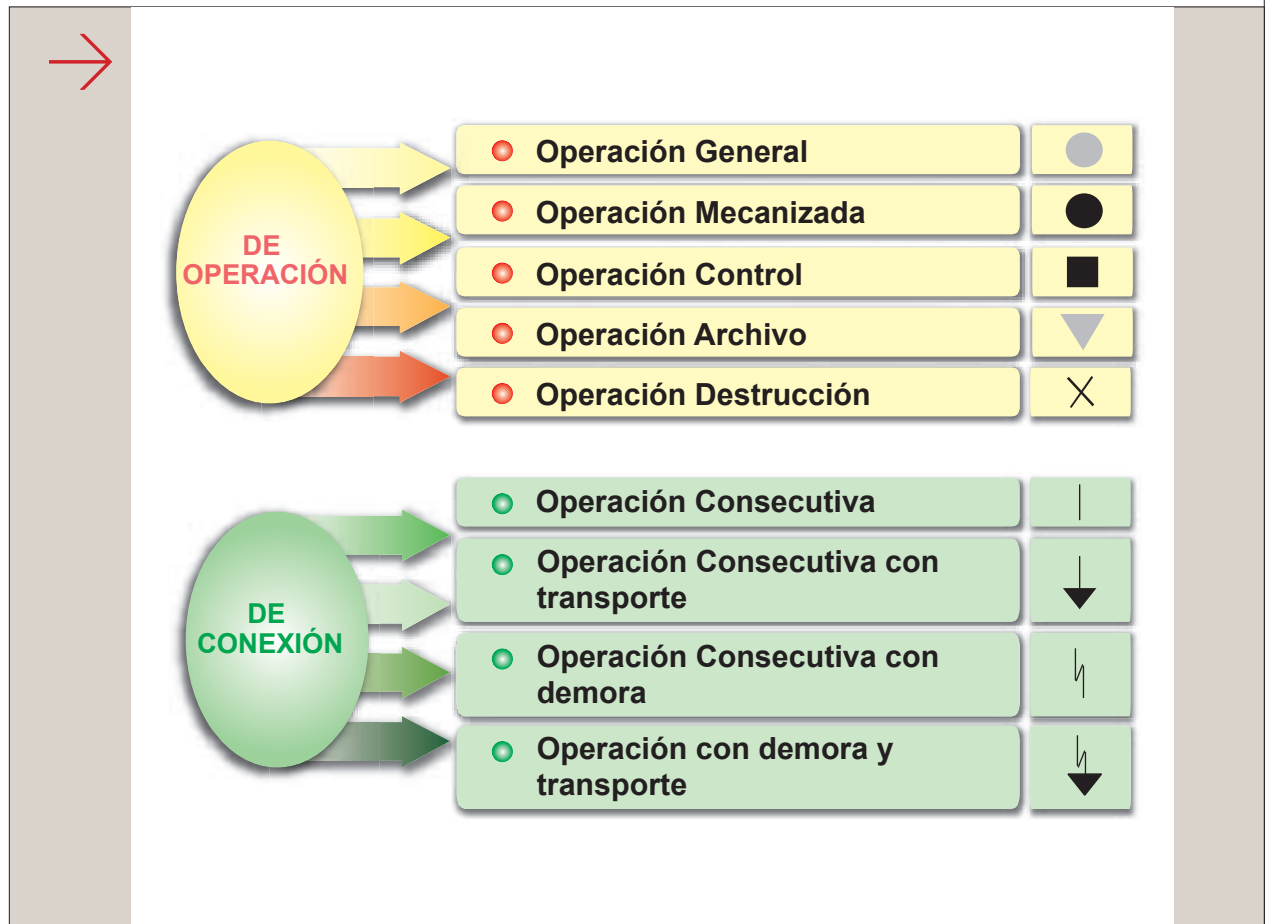 DE
OPERACIÓN
Operación General
Operación Mecanizada
Operación Control
Operación Archivo
Operación Destrucción
DE
CONEXIÓN
Operación Consecutiva
Operación Consecutiva con
transporte
Operación Consecutiva con
demora
Operación con demora y
transporte